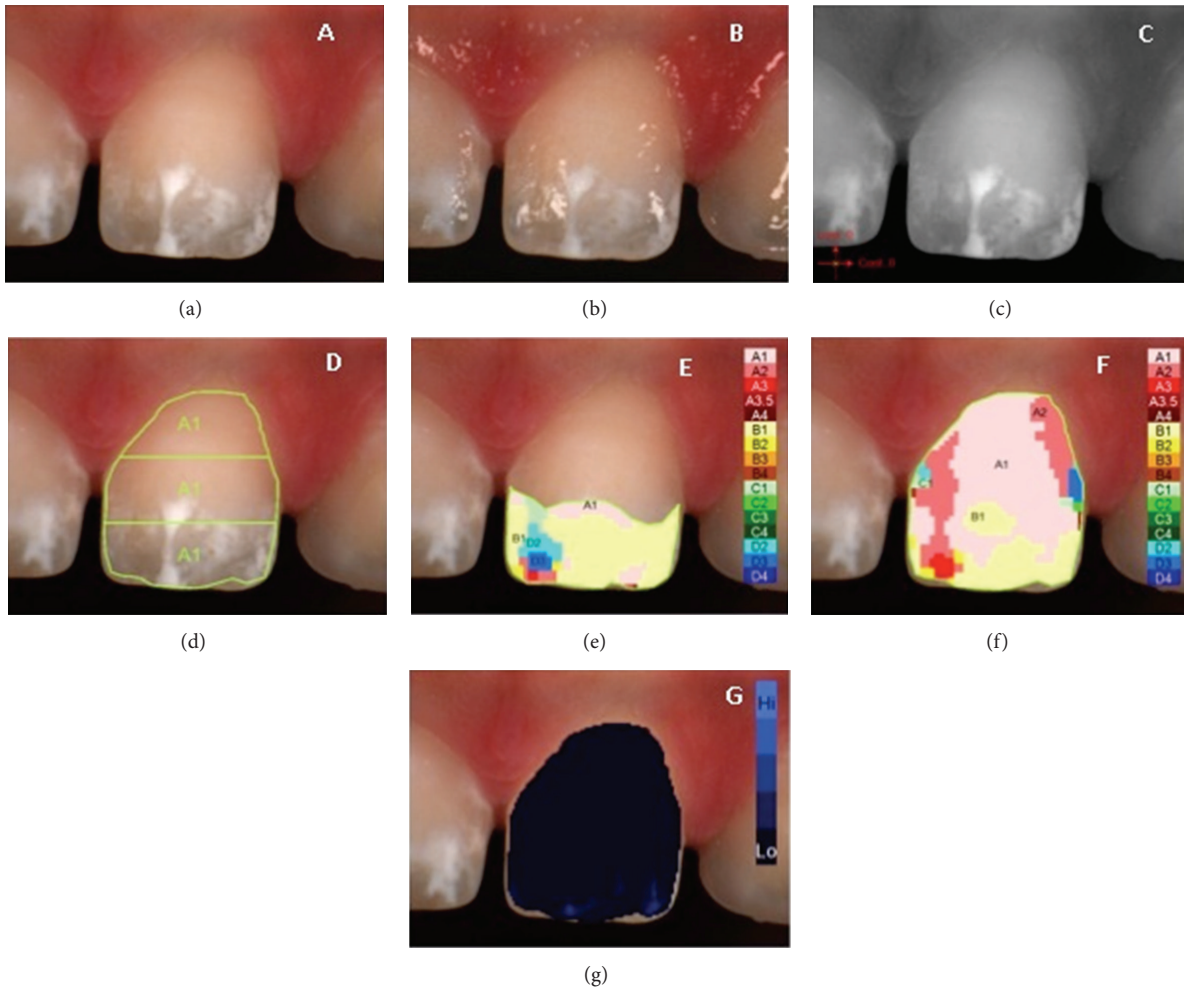 A
B
C
Cont. B
(a)
(b)
(c)
D
A1
A1
A1
(d)
E
A1
A2
A3
A3.5
A4
B1
B2
B3
B4
C1
C2
C3
C4
D2
D3
D4
A1
B1
D2
D3
(e)
F
A1
A2
A3
A3.5
A4
B1
B2
B3
B4
C1
C2
C3
C4
D2
D3
D4
A2
A1
C1
B1
(f)
G
Hi
Lo
(g)